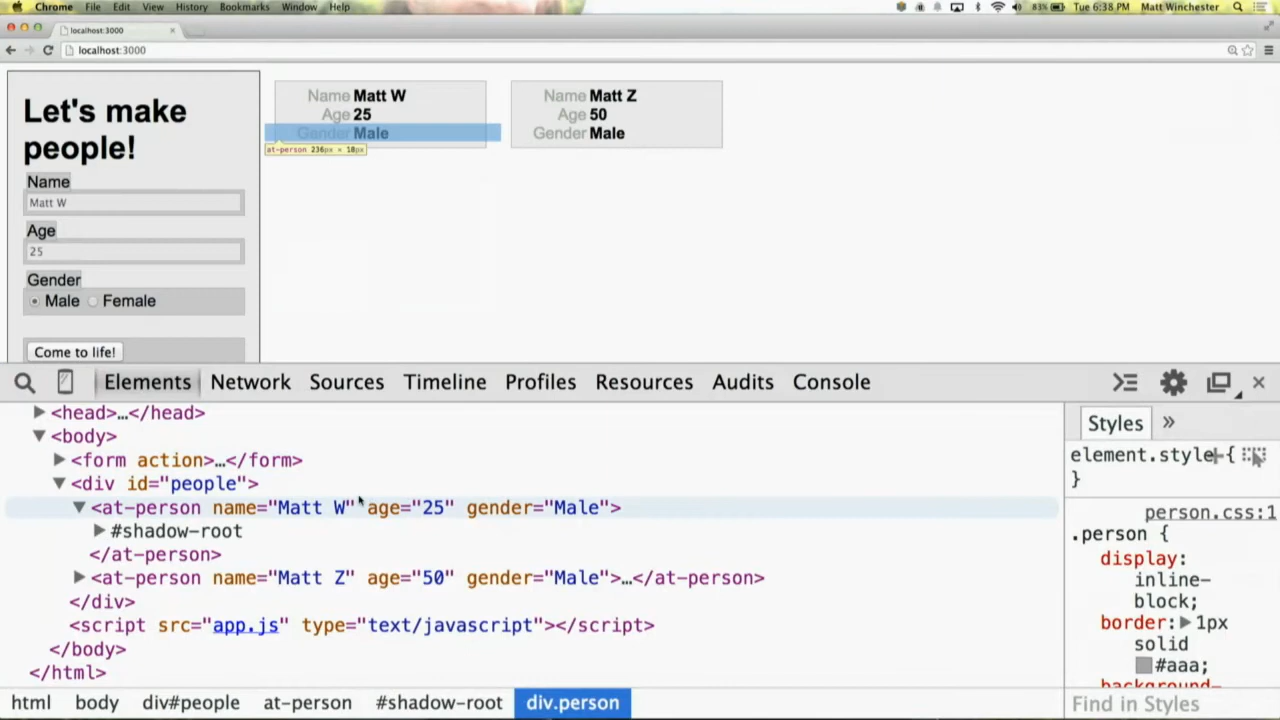 Chrome File Edit View History Bookmarks Window Help 83% Tue 6:38 PM Matt Winchester
localhost:3000
localhost:3000
Let's make
people!
Name
Matt W
Age
25
Gender
Male Female
Come to life!
Name Matt W
Age 25
Gender Male
at-person 236px × 18px
Name Matt Z
Age 50
Gender Male
Elements Network Sources Timeline Profiles Resources Audits Console
<head>…</head>
<body>
<form action>…</form>
<div id="people">
<at-person name="Matt W" age="25" gender="Male">
#shadow-root
</at-person>
<at-person name="Matt Z" age="50" gender="Male">…</at-person>
</div>
<script src="app.js" type="text/javascript"></script>
</body>
</html>
html body div#people at-person #shadow-root div.person
Styles »
element.style {
}
person.css:1
.person {
display:
inline-
block;
border: 1px
solid
#aaa;
background-
Find in Styles